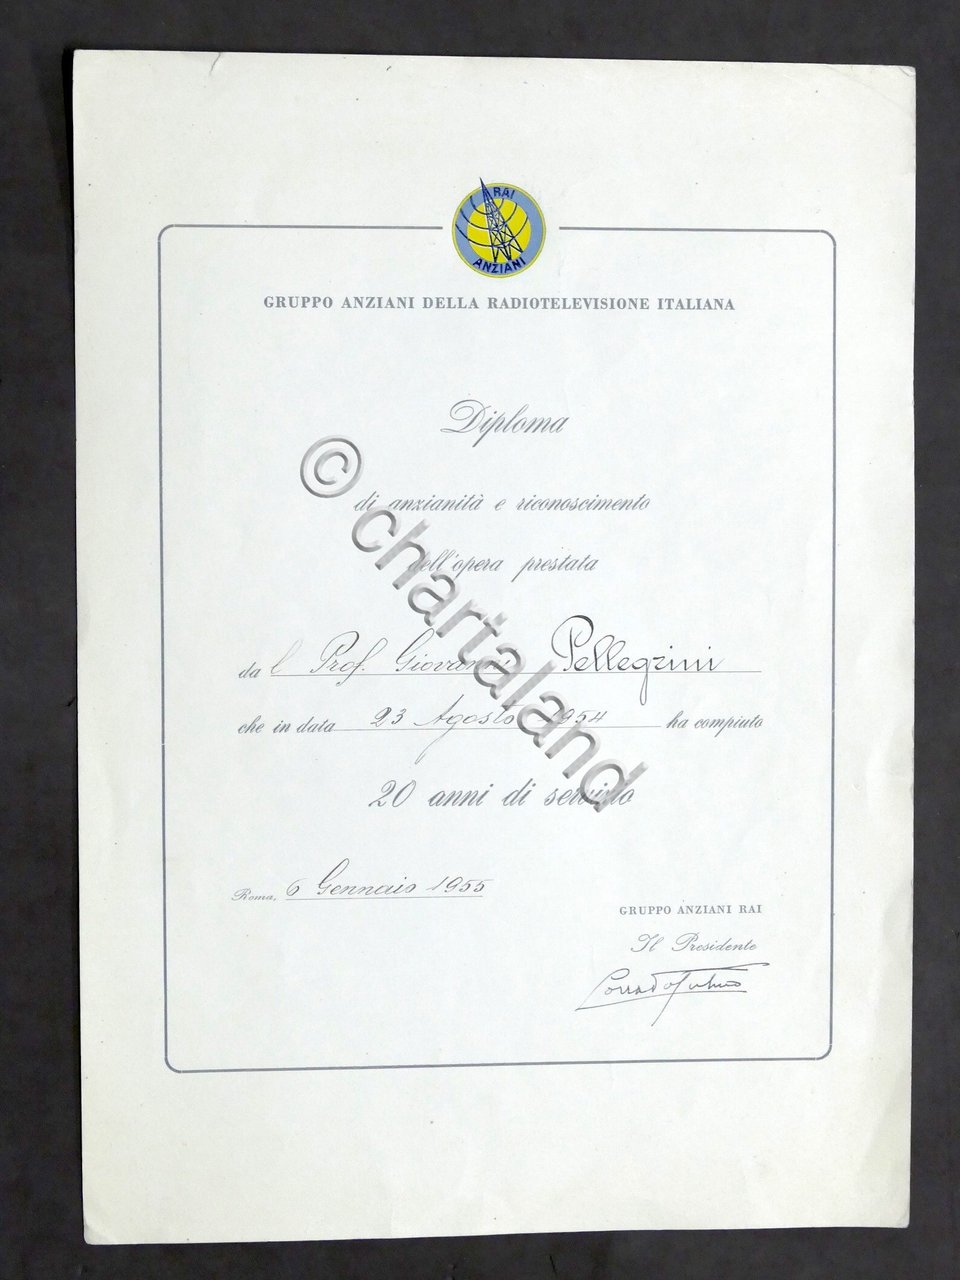 RAI
ANZIANI
GRUPPO ANZIANI DELLA RADIOTELEVISIONE ITALIANA
Diploma
di anzianità e riconoscimento
dell'opera prestata
da l Prof. Giovanni Pellegrini
che in data 23 Agosto 1954 ha compiuto
20 anni di servizio
Roma, 6 Gennaio 1955
GRUPPO ANZIANI RAI
Il Presidente
Corrado
© chartaland